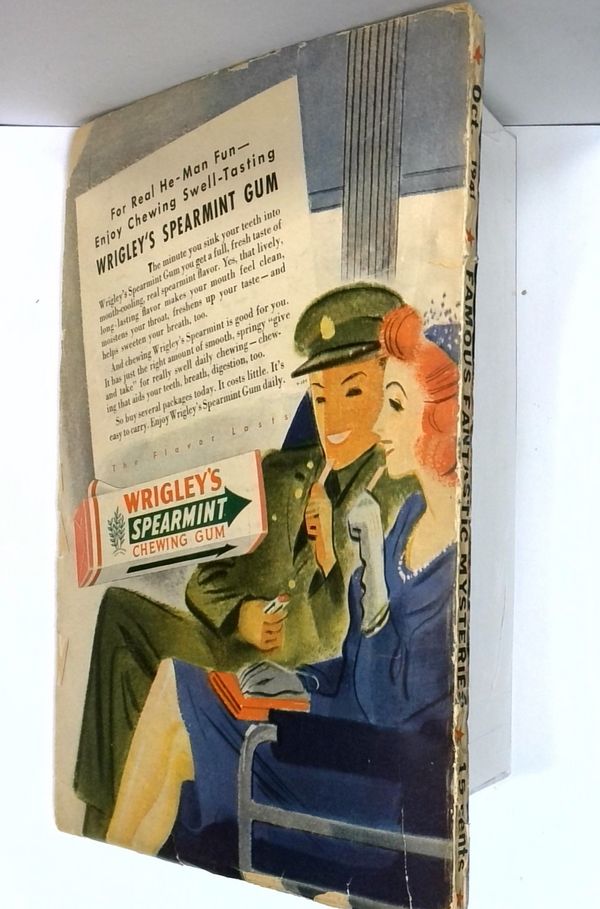 For Real He-Man Fun—
Enjoy Chewing Swell-Tasting
WRIGLEY'S SPEARMINT GUM
The minute you sink your teeth into
Wrigley's Spearmint Gum you get a full, fresh taste of
mouth-cooling, real spearmint flavor. Yes, that lively,
long-lasting flavor makes your mouth feel clean,
moistens your throat, freshens up your taste—and
helps sweeten your breath, too.
And chewing Wrigley's Spearmint is good for you.
It has just the right amount of smooth, springy "give
and take" for really swell daily chewing—chew-
ing that aids your teeth, breath, digestion, too.
So buy several packages today. It costs little. It's
easy to carry. Enjoy Wrigley's Spearmint Gum daily.
The Flavor Lasts
WRIGLEY'S
SPEARMINT
CHEWING GUM
Oct. 1941 ★ FAMOUS FANTASTIC MYSTERIES ★ 15 Cents